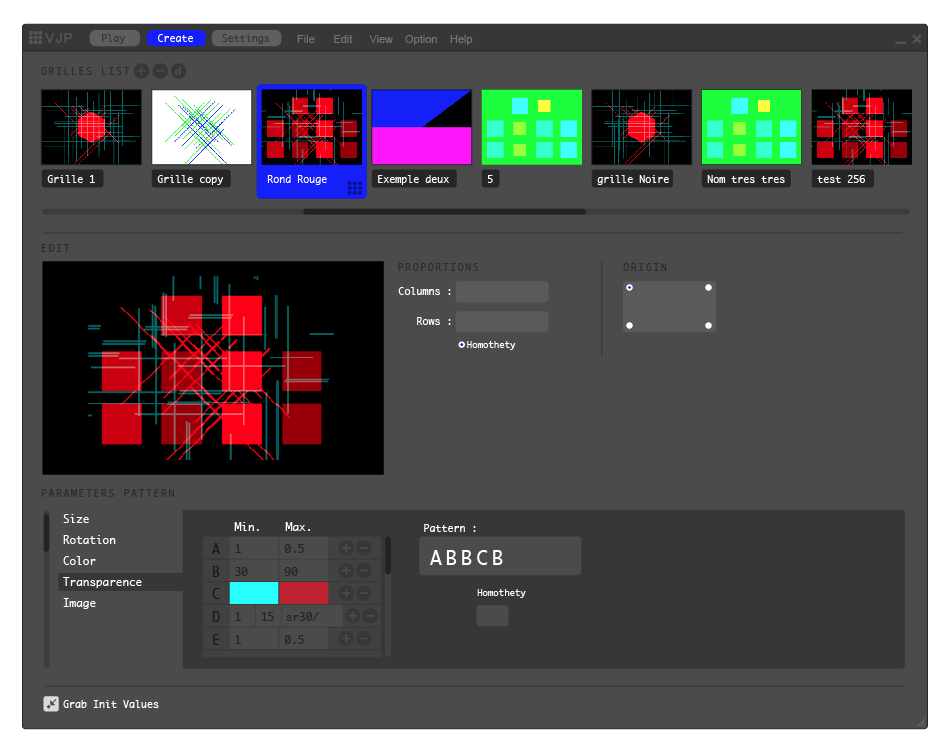 VJP Play Create Settings File Edit View Option Help
GRILLES LIST + − d
Grille 1 Grille copy Rond Rouge Exemple deux 5 grille Noire Nom tres tres test 256
EDIT
PROPORTIONS ORIGIN
Columns :
Rows :
Homothety
PARAMETERS PATTERN
Size
Rotation
Color
Transparence
Image
Min. Max.
A 1 0.5
B 30 90
C
D 1 15 sr30/
E 1 0.5
Pattern :
ABBCB
Homothety
Grab Init Values